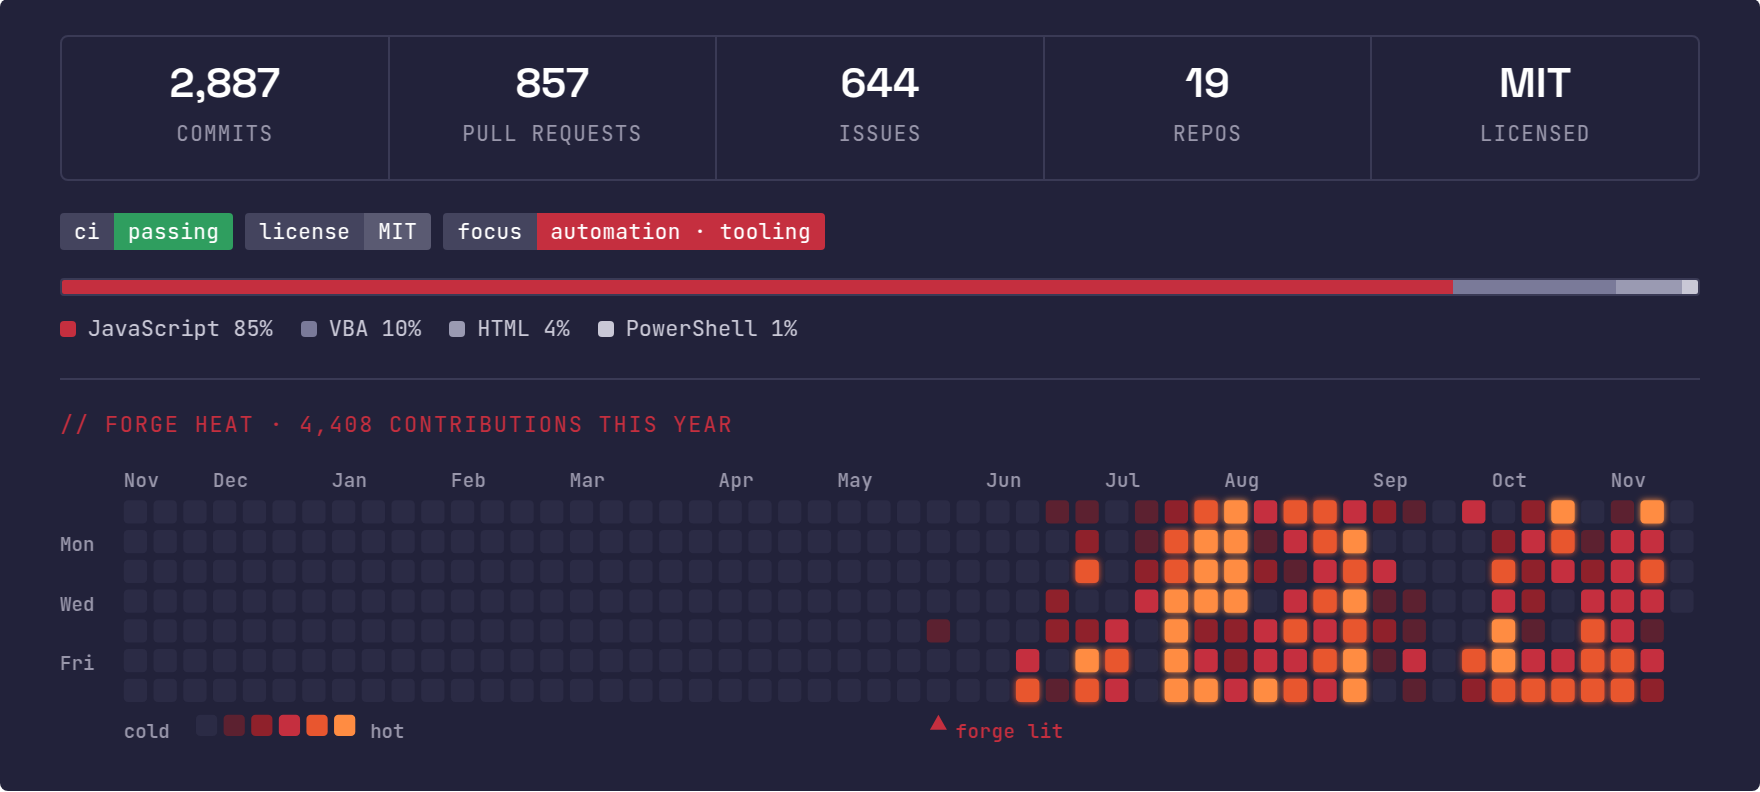 2,887 857 644 19 MIT
COMMITS PULL REQUESTS ISSUES REPOS LICENSED
ci passing license MIT focus automation · tooling
JavaScript 85% VBA 10% HTML 4% PowerShell 1%
// FORGE HEAT · 4,408 CONTRIBUTIONS THIS YEAR
Nov Dec Jan Feb Mar Apr May Jun Jul Aug Sep Oct Nov
Mon
Wed
Fri
cold hot ▲ forge lit